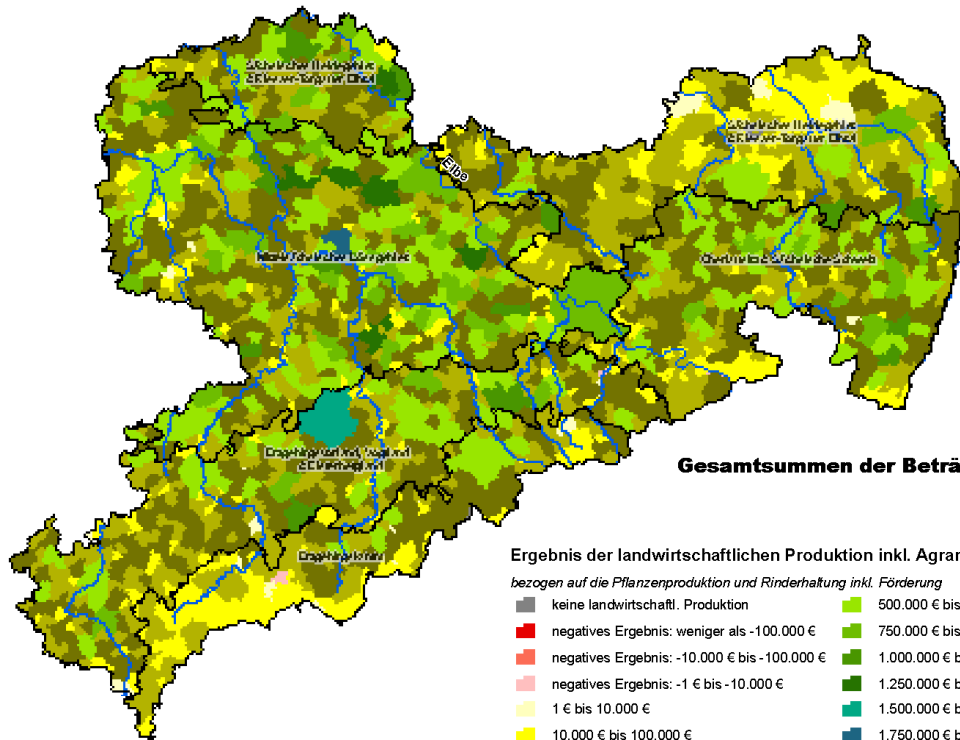 Elbe
Gesamtsummen der Beträ
Ergebnis der landwirtschaftlichen Produktion inkl. Agrar
bezogen auf die Pflanzenproduktion und Rinderhaltung inkl. Förderung
keine landwirtschaftl. Produktion
negatives Ergebnis: weniger als -100.000 €
negatives Ergebnis: -10.000 € bis -100.000 €
negatives Ergebnis: -1 € bis -10.000 €
1 € bis 10.000 €
10.000 € bis 100.000 €
500.000 € bis
750.000 € bis
1.000.000 € b
1.250.000 € b
1.500.000 € b
1.750.000 € b